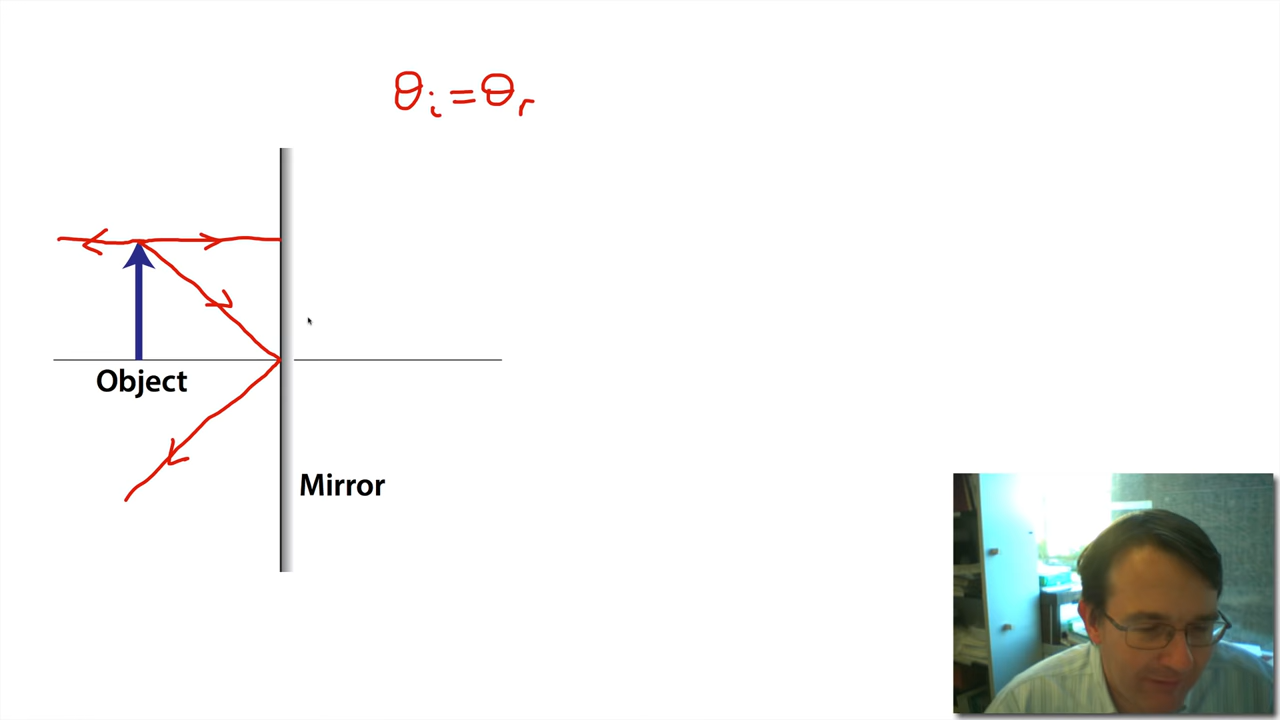 θᵢ=θᵣ
Object
Mirror